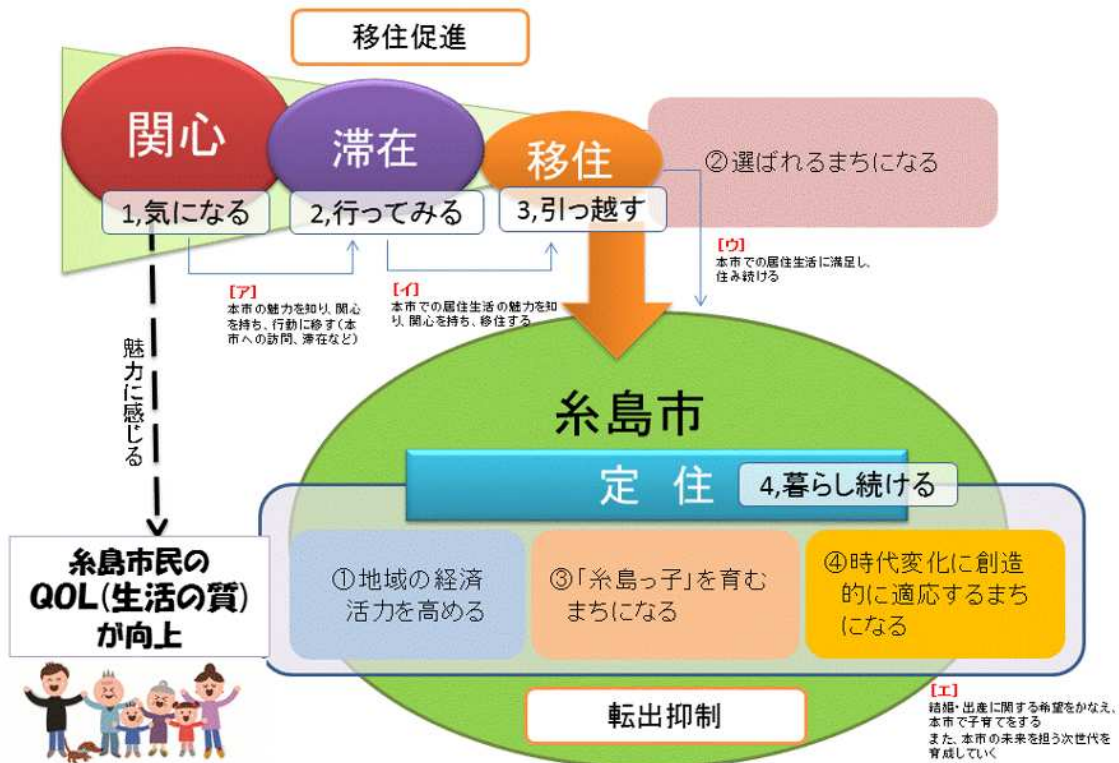 移住促進
関心
1,気になる
滞在
2,行ってみる
移住
3,引っ越す
②選ばれるまちになる
[ア]
本市の魅力を知り、関心
を持ち、行動に移す(本
市への訪問、滞在など)
[イ]
本市での居住生活の魅力を知
り、関心を持ち、移住する
[ウ]
本市での居住生活に満足し、
住み続ける
魅力に感じる
糸島市
定 住
4,暮らし続ける
糸島市民の
QOL(生活の質)
が向上
①地域の経済
活力を高める
③「糸島っ子」を育む
まちになる
④時代変化に創造
的に適応するまち
になる
転出抑制
[エ]
結婚・出産に関する希望をかなえ、
本市で子育てをする
また、本市の未来を担う次世代を
育成していく